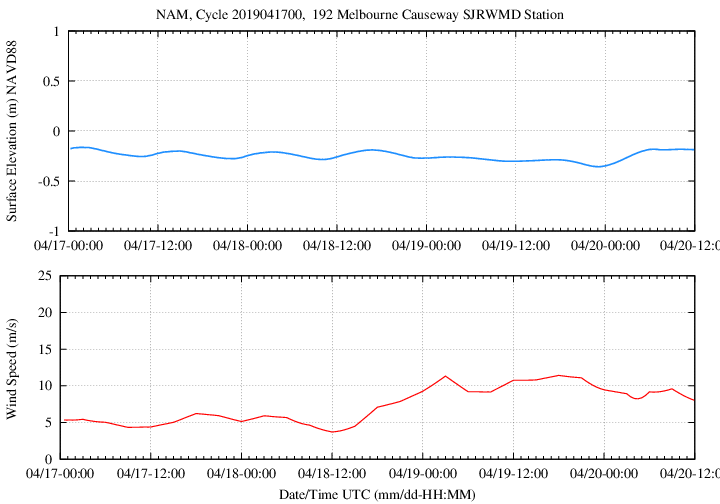 NAM, Cycle 2019041700,  192 Melbourne Causeway SJRWMD Station
Surface Elevation (m) NAVD88
1
0.5
0
-0.5
-1
04/17-00:00 04/17-12:00 04/18-00:00 04/18-12:00 04/19-00:00 04/19-12:00 04/20-00:00 04/20-12:0
Wind Speed (m/s)
25
20
15
10
5
0
04/17-00:00 04/17-12:00 04/18-00:00 04/18-12:00 04/19-00:00 04/19-12:00 04/20-00:00 04/20-12:0
Date/Time UTC (mm/dd-HH:MM)